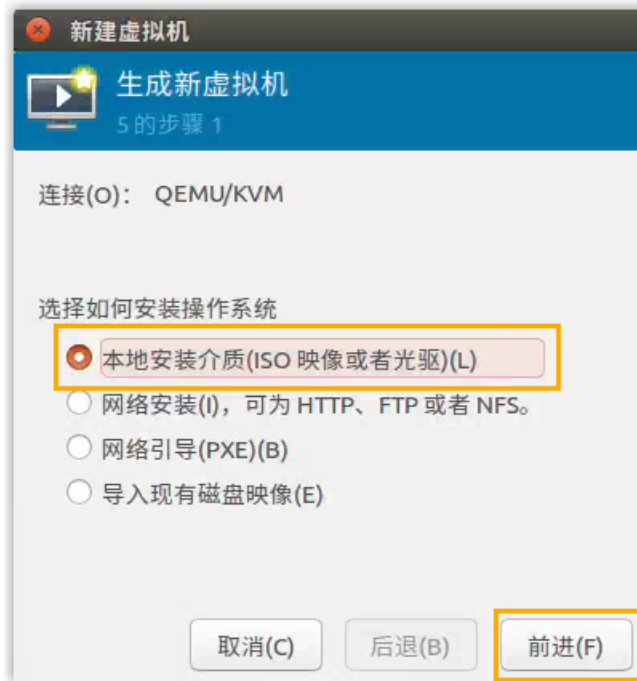 新建虚拟机
生成新虚拟机
5 的步骤 1
连接(O)： QEMU/KVM
选择如何安装操作系统
本地安装介质(ISO 映像或者光驱)(L)
网络安装(I)，可为 HTTP、FTP 或者 NFS。
网络引导(PXE)(B)
导入现有磁盘映像(E)
取消(C) 后退(B) 前进(F)